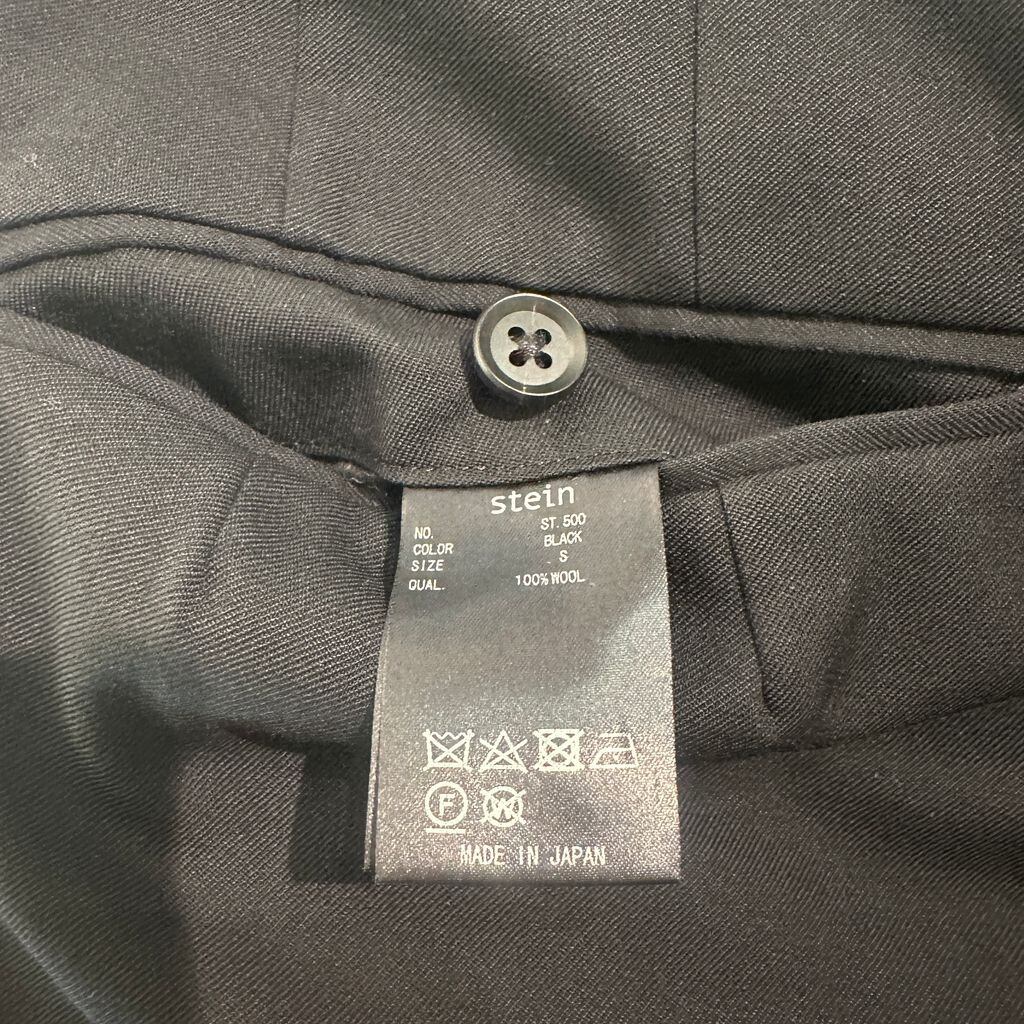 stein
NO. ST.500
COLOR BLACK
SIZE S
QUAL. 100% WOOL
F W
MADE IN JAPAN